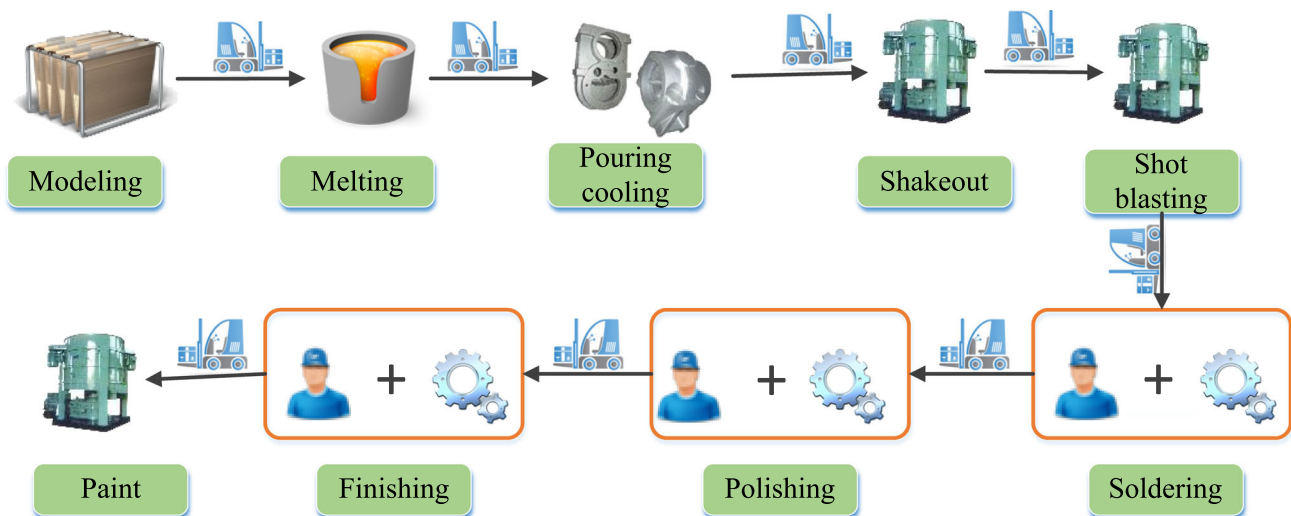 Modeling
Melting
Pouring
cooling
Shakeout
Shot
blasting
Paint
Finishing
Polishing
Soldering